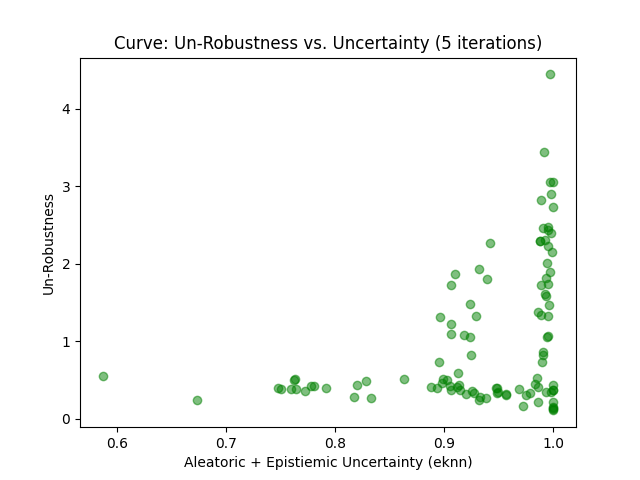 Curve: Un-Robustness vs. Uncertainty (5 iterations)
Un-Robustness
4
3
2
1
0
0.6 0.7 0.8 0.9 1.0
Aleatoric + Epistiemic Uncertainty (eknn)